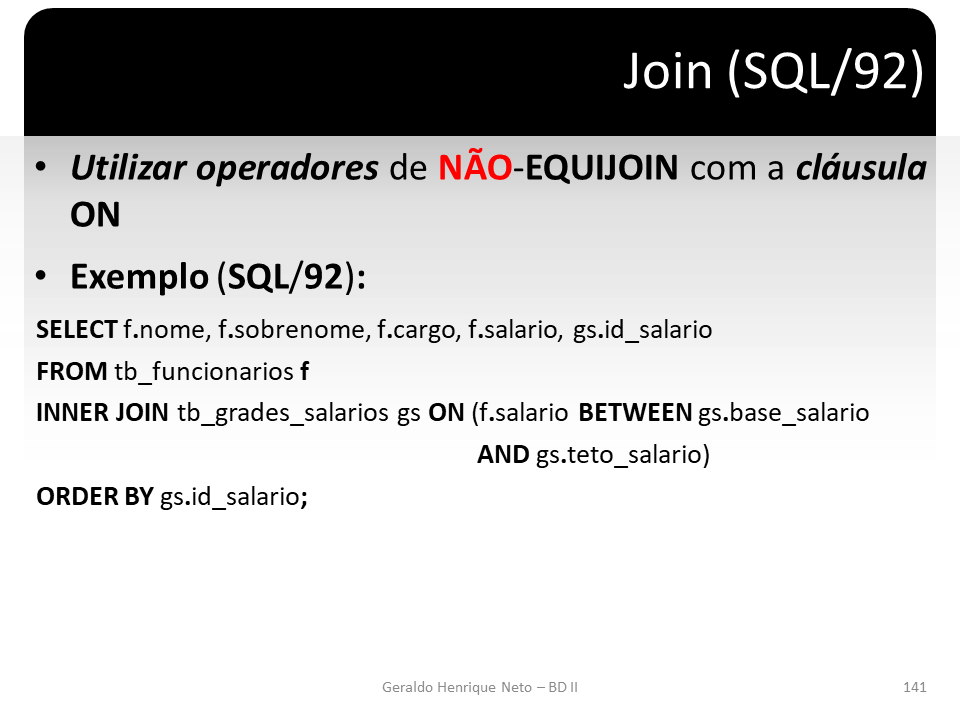 Join (SQL/92)
• Utilizar operadores de NÃO-EQUIJOIN com a cláusula
ON
• Exemplo (SQL/92):
SELECT f.nome, f.sobrenome, f.cargo, f.salario, gs.id_salario
FROM tb_funcionarios f
INNER JOIN tb_grades_salarios gs ON (f.salario BETWEEN gs.base_salario
AND gs.teto_salario)
ORDER BY gs.id_salario;
Geraldo Henrique Neto – BD II 141